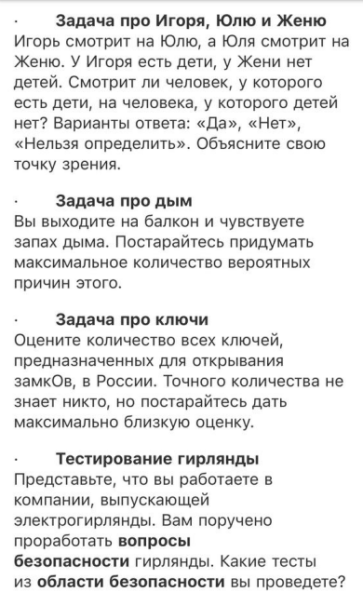 · Задача про Игоря, Юлю и Женю
Игорь смотрит на Юлю, а Юля смотрит на
Женю. У Игоря есть дети, у Жени нет
детей. Смотрит ли человек, у которого
есть дети, на человека, у которого детей
нет? Варианты ответа: «Да», «Нет»,
«Нельзя определить». Объясните свою
точку зрения.
· Задача про дым
Вы выходите на балкон и чувствуете
запах дыма. Постарайтесь придумать
максимальное количество вероятных
причин этого.
· Задача про ключи
Оцените количество всех ключей,
предназначенных для открывания
замкОв, в России. Точного количества не
знает никто, но постарайтесь дать
максимально близкую оценку.
· Тестирование гирлянды
Представьте, что вы работаете в
компании, выпускающей
электрогирлянды. Вам поручено
проработать вопросы
безопасности гирлянды. Какие тесты
из области безопасности вы проведете?